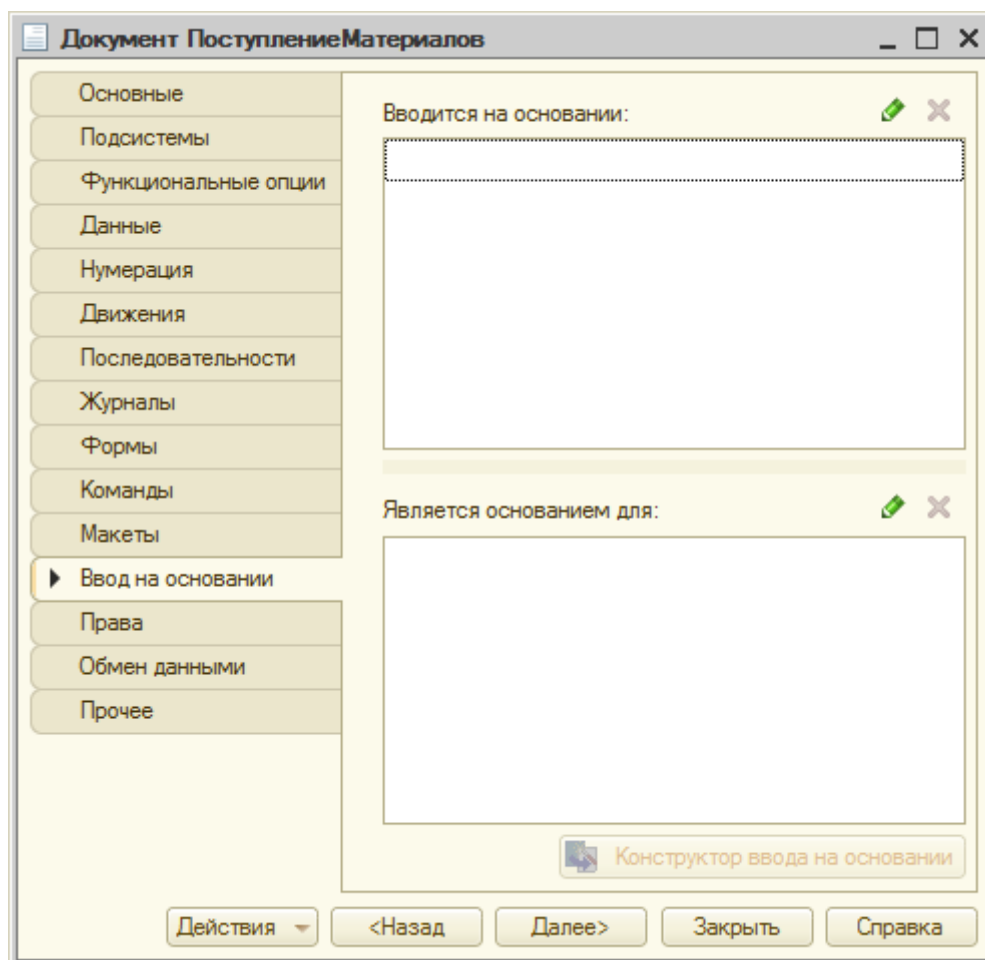 Документ ПоступлениеМатериалов
Основные
Подсистемы
Функциональные опции
Данные
Нумерация
Движения
Последовательности
Журналы
Формы
Команды
Макеты
Ввод на основании
Права
Обмен данными
Прочее
Вводится на основании:
Является основанием для:
Конструктор ввода на основании
Действия <Назад Далее> Закрыть Справка